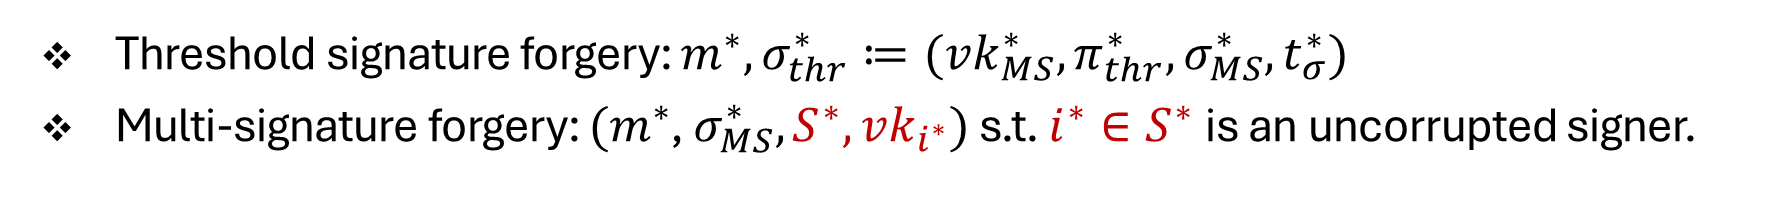 ❖ Threshold signature forgery: m*, σ*_thr := (vk*_MS, π*_thr, σ*_MS, t*_σ)
❖ Multi-signature forgery: (m*, σ*_MS, S*, vk_i*) s.t. i* ∈ S* is an uncorrupted signer.